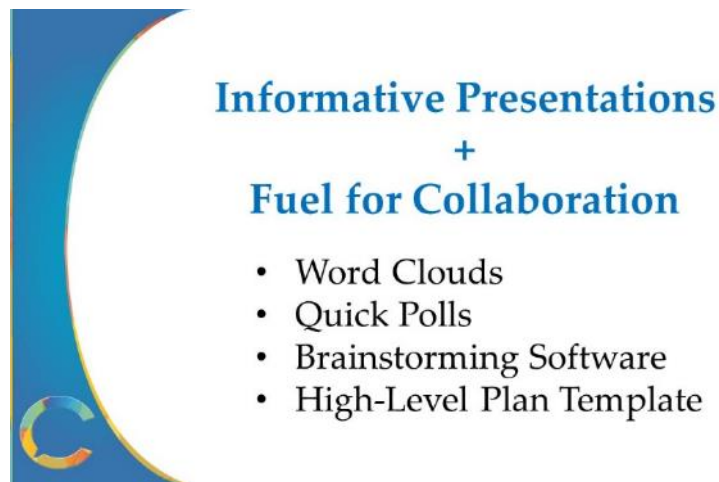 Informative Presentations
+
Fuel for Collaboration
• Word Clouds
• Quick Polls
• Brainstorming Software
• High-Level Plan Template